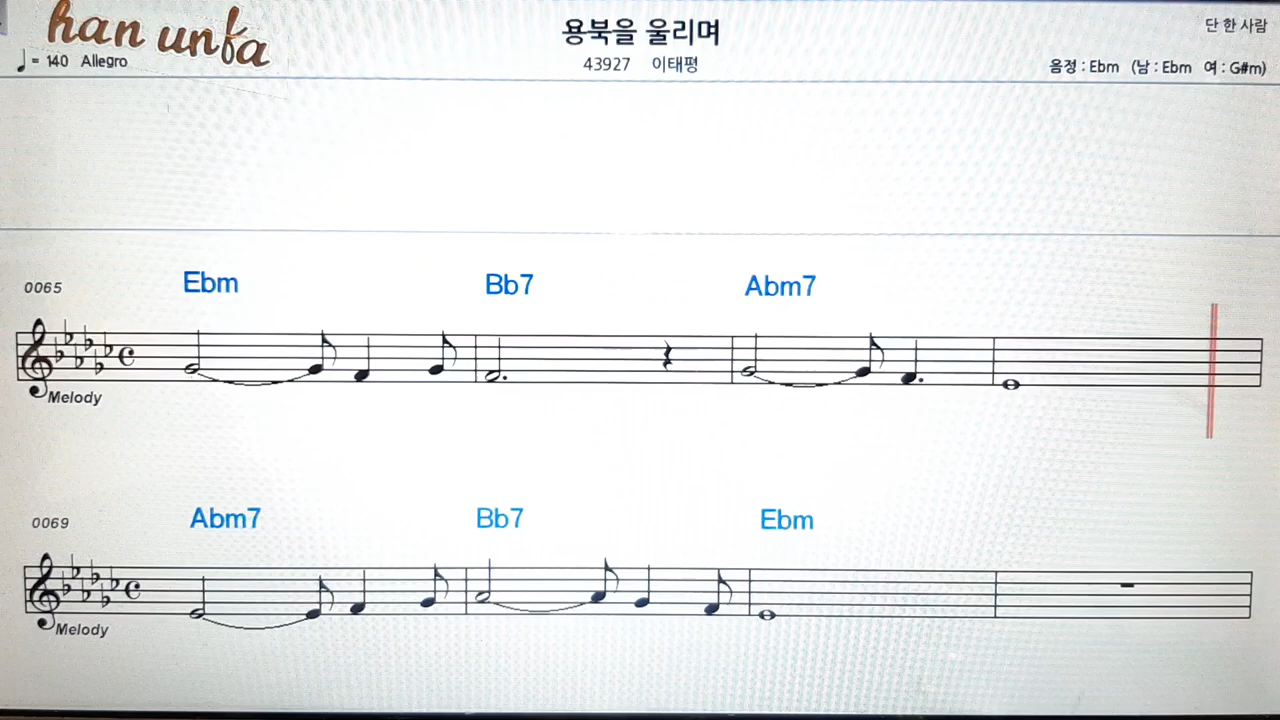 han unfa
용북을 울리며
단 한 사람
♩= 140 Allegro
43927 이태평
음정 : Ebm (남 : Ebm 여 : G#m)
Ebm Bb7 Abm7
0065
Melody
Abm7 Bb7 Ebm
0069
Melody